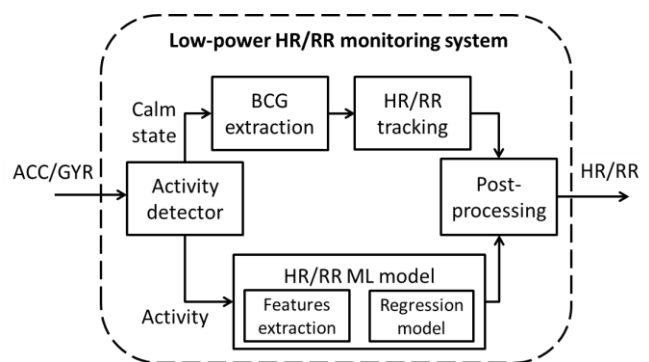 Low-power HR/RR monitoring system
Calm
state
BCG
extraction
HR/RR
tracking
ACC/GYR
Activity
detector
Post-
processing
HR/RR
Activity
HR/RR ML model
Features
extraction
Regression
model